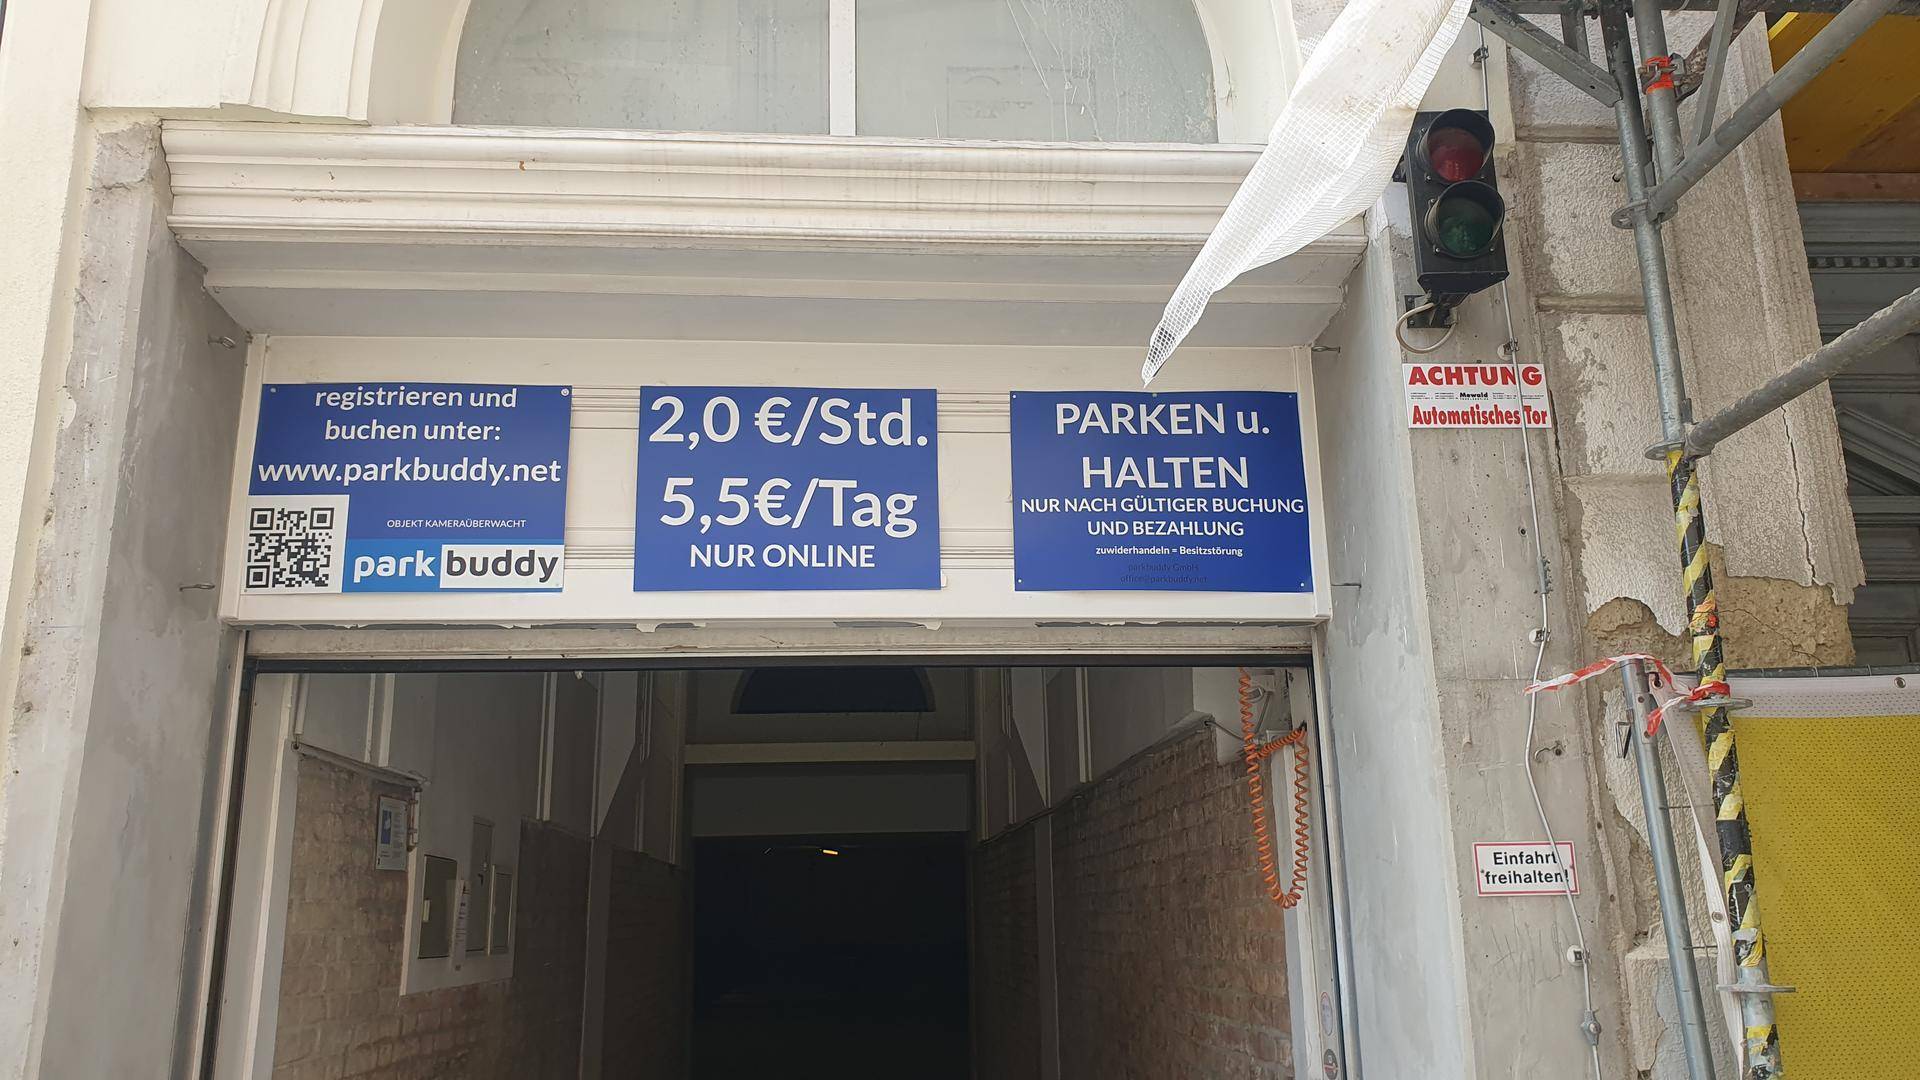 registrieren und
buchen unter:
www.parkbuddy.net
OBJEKT KAMERAÜBERWACHT
park buddy
2,0 €/Std.
5,5€/Tag
NUR ONLINE
PARKEN u.
HALTEN
NUR NACH GÜLTIGER BUCHUNG
UND BEZAHLUNG
zuwiderhandeln = Besitzstörung
parkbuddy GmbH
office@parkbuddy.net
ACHTUNG
Mewald
Automatisches Tor
Einfahrt
freihalten!